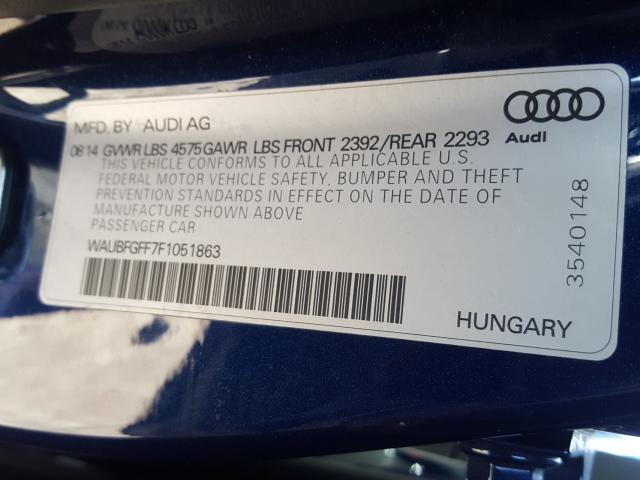 MFD. BY AUDI AG
08 14 GVWR LBS 4575 GAWR LBS FRONT 2392/REAR 2293
THIS VEHICLE CONFORMS TO ALL APPLICABLE U.S.
FEDERAL MOTOR VEHICLE SAFETY, BUMPER AND THEFT
PREVENTION STANDARDS IN EFFECT ON THE DATE OF
MANUFACTURE SHOWN ABOVE
PASSENGER CAR
WAUBFGFF7F1051863
HUNGARY
Audi
3540148